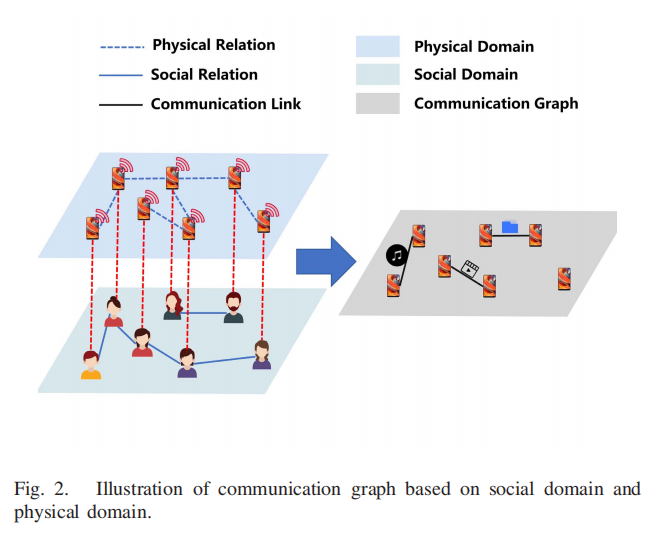 Physical Relation
Social Relation
Communication Link
Physical Domain
Social Domain
Communication Graph
Fig. 2. Illustration of communication graph based on social domain and
physical domain.